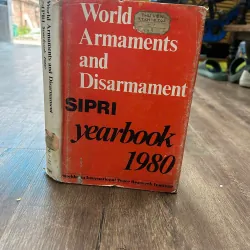 World
Armaments
and
Disarmament
SIPRI
yearbook
1980
World Armaments and Disarmament